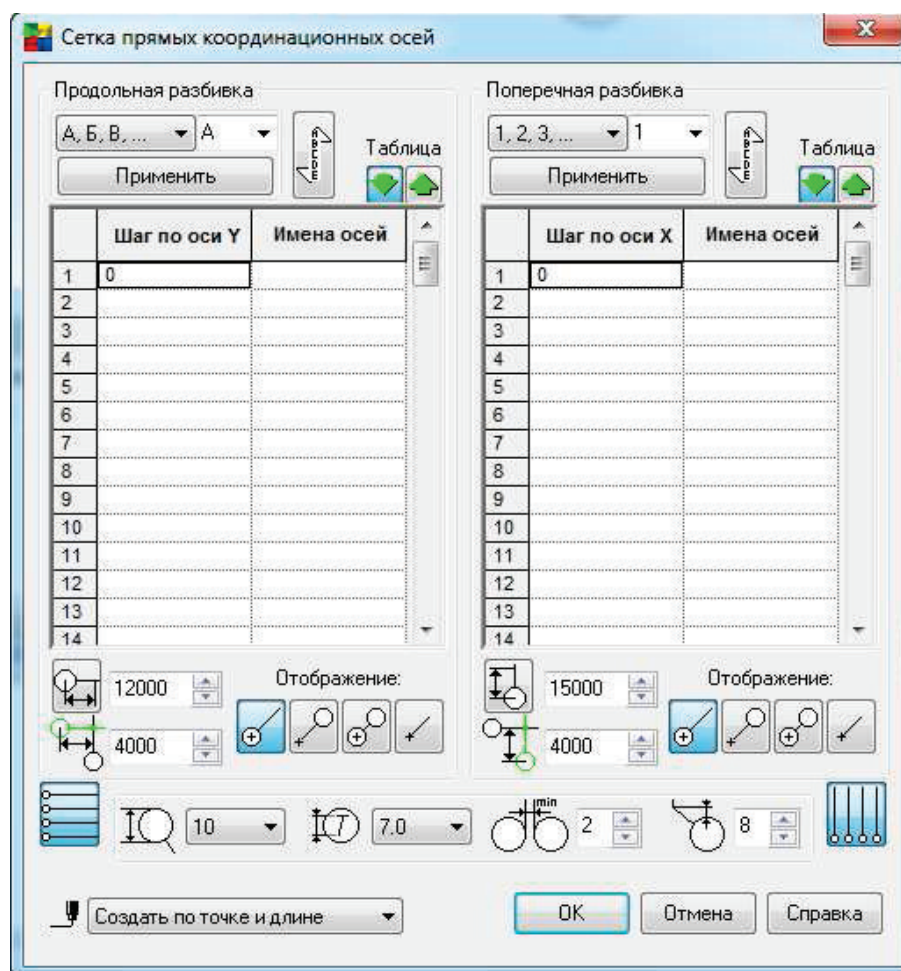 Сетка прямых координационных осей
Продольная разбивка
Поперечная разбивка
А, Б, В, ... А
Таблица
Применить
1, 2, 3, ... 1
Таблица
Применить
Шаг по оси Y Имена осей
1 0
2
3
4
5
6
7
8
9
10
11
12
13
14
Шаг по оси X Имена осей
1 0
2
3
4
5
6
7
8
9
10
11
12
13
14
12000 Отображение:
4000
15000 Отображение:
4000
10 T 7.0 min 2 8
Создать по точке и длине
OK Отмена Справка